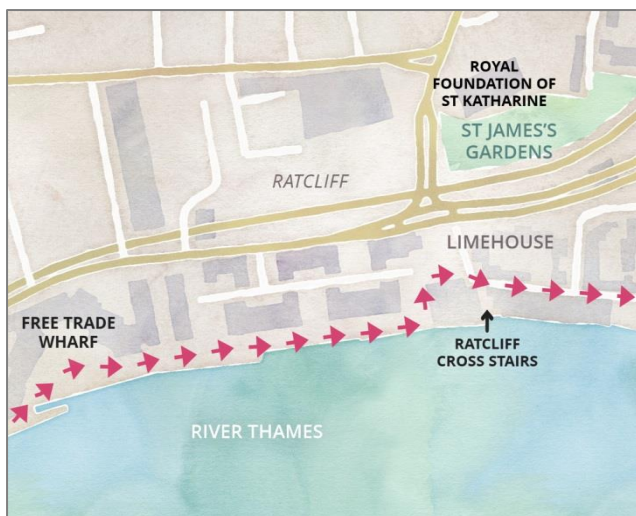 ROYAL
FOUNDATION OF
ST KATHARINE
ST JAMES'S
GARDENS
RATCLIFF
LIMEHOUSE
FREE TRADE
WHARF
RATCLIFF
CROSS STAIRS
RIVER THAMES